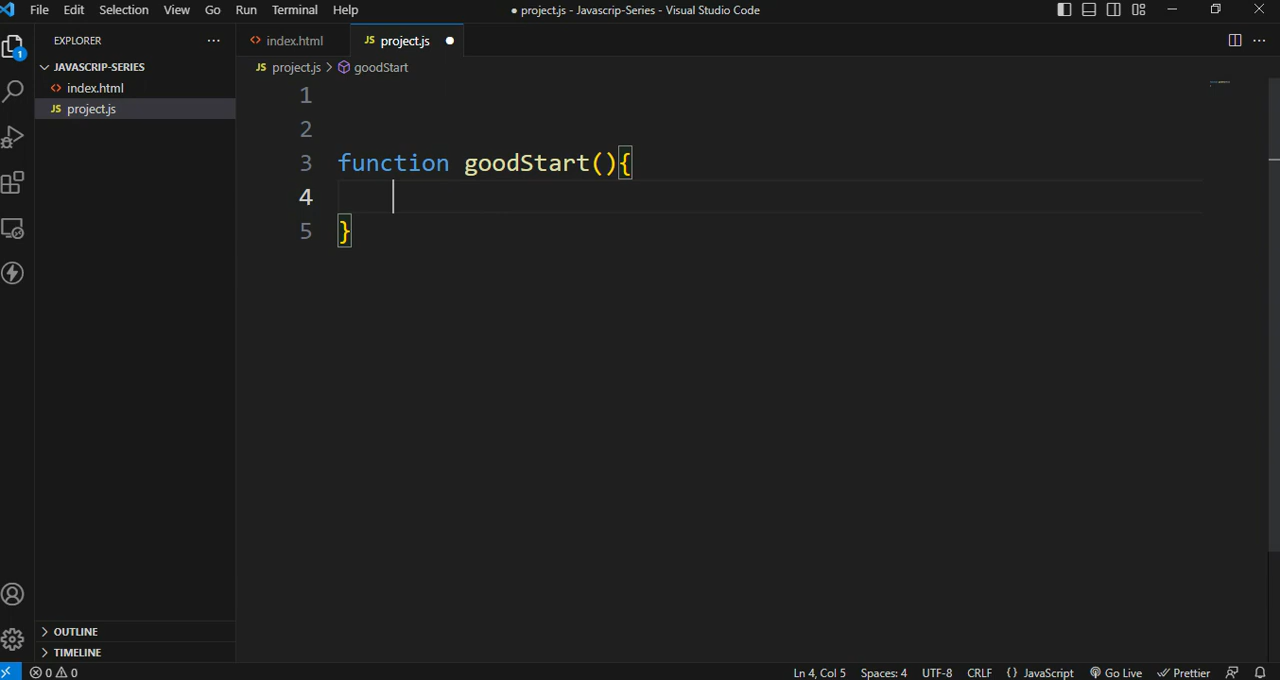 File Edit Selection View Go Run Terminal Help
● project.js - Javascrip-Series - Visual Studio Code
EXPLORER
JAVASCRIP-SERIES
index.html
JS project.js
1
index.html
JS project.js
JS project.js > goodStart
1
2
3 function goodStart(){
4
5 }
OUTLINE
TIMELINE
0 0
Ln 4, Col 5 Spaces: 4 UTF-8 CRLF {} JavaScript Go Live Prettier